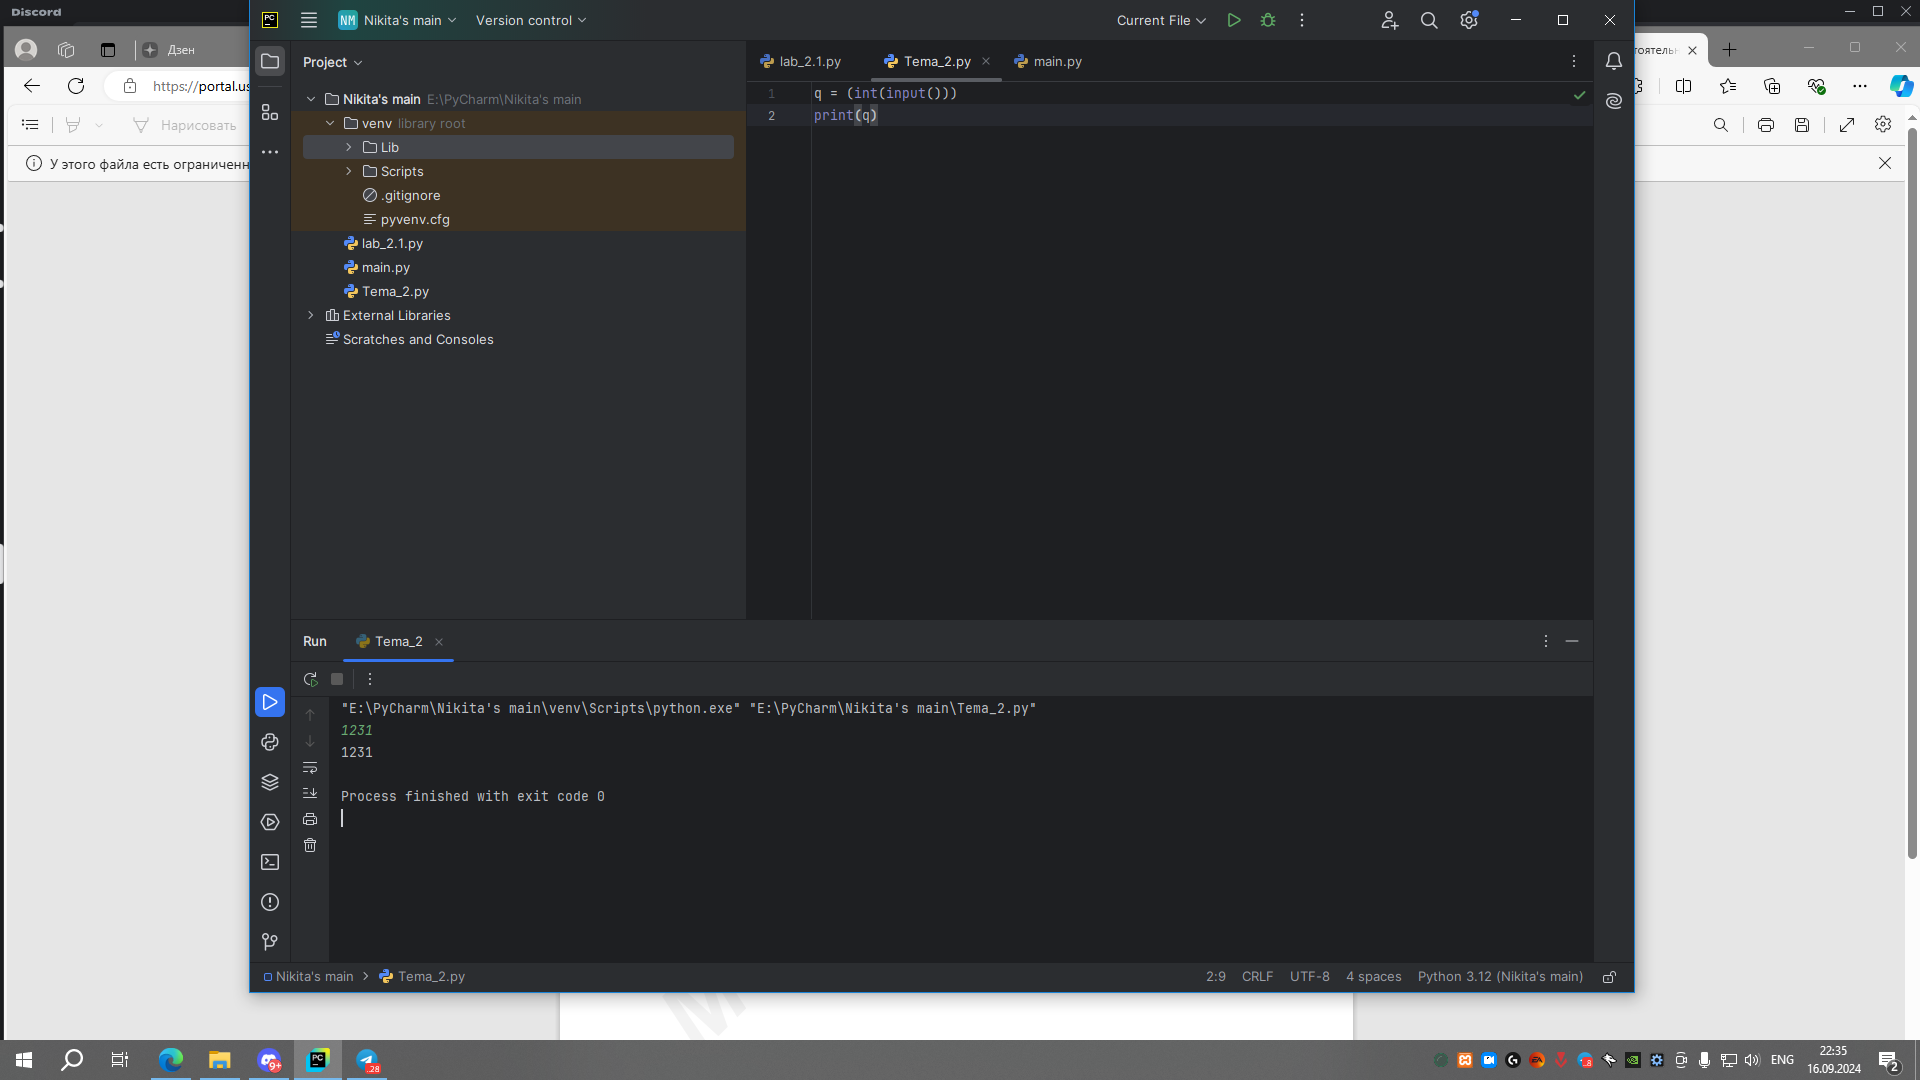 Discord
Дзен
https://portal.us
Нарисовать
У этого файла есть ограничен
NM Nikita's main Version control
Current File
Project
Nikita's main E:\PyCharm\Nikita's main
venv library root
Lib
Scripts
.gitignore
pyvenv.cfg
lab_2.1.py
main.py
Tema_2.py
External Libraries
Scratches and Consoles
lab_2.1.py Tema_2.py main.py
1 q = (int(input()))
2 print(q)
Run Tema_2
"E:\PyCharm\Nikita's main\venv\Scripts\python.exe" "E:\PyCharm\Nikita's main\Tema_2.py"
1231
1231
Process finished with exit code 0
Nikita's main > Tema_2.py
2:9 CRLF UTF-8 4 spaces Python 3.12 (Nikita's main)
ENG
22:35
16.09.2024
2